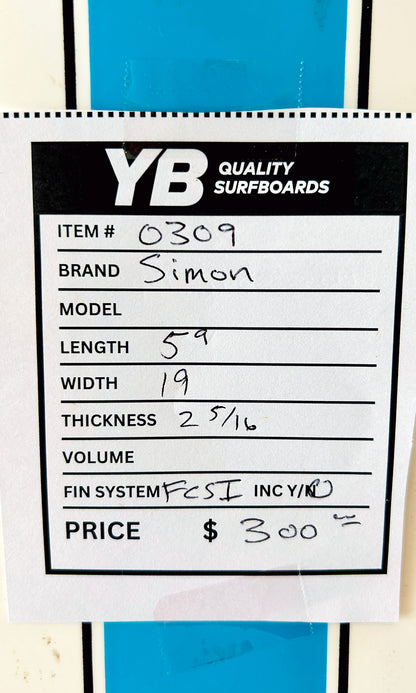 YB QUALITY
SURFBOARDS
ITEM # 0309
BRAND Simon
MODEL
LENGTH 5 9
WIDTH 19
THICKNESS 2 5/16
VOLUME
FIN SYSTEM FCS I INC Y/N
PRICE $ 300